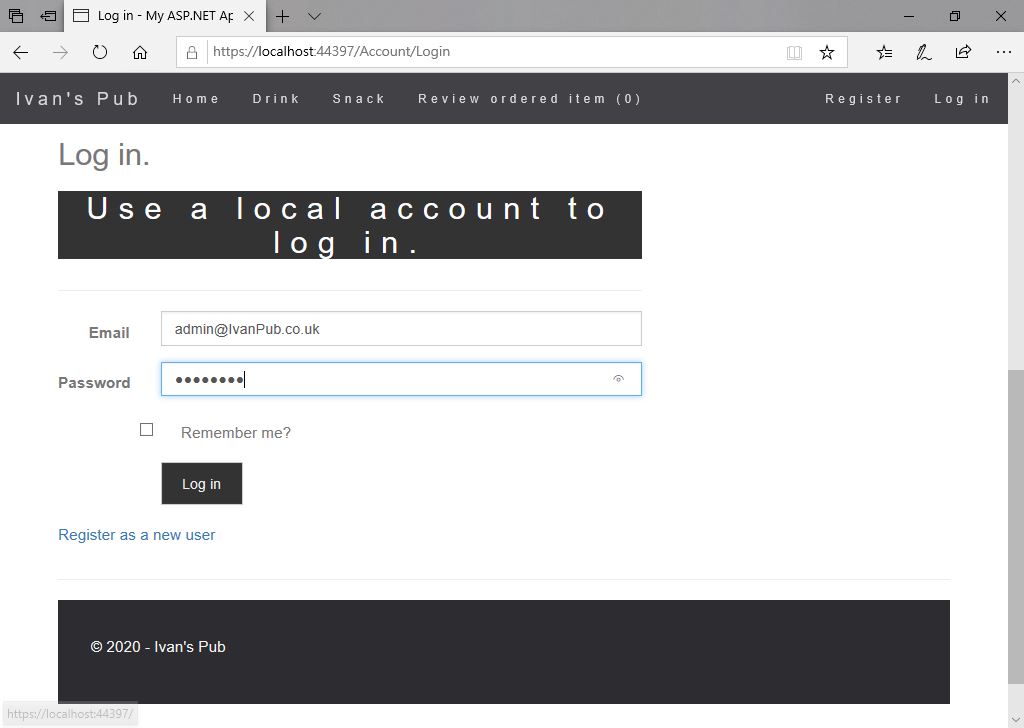 Log in - My ASP.NET Ap
https://localhost:44397/Account/Login
Ivan's Pub Home Drink Snack Review ordered item (0) Register Log in
Log in.
Use a local account to
log in.
Email admin@IvanPub.co.uk
Password ••••••••
Remember me?
Log in
Register as a new user
© 2020 - Ivan's Pub
https://localhost:44397/